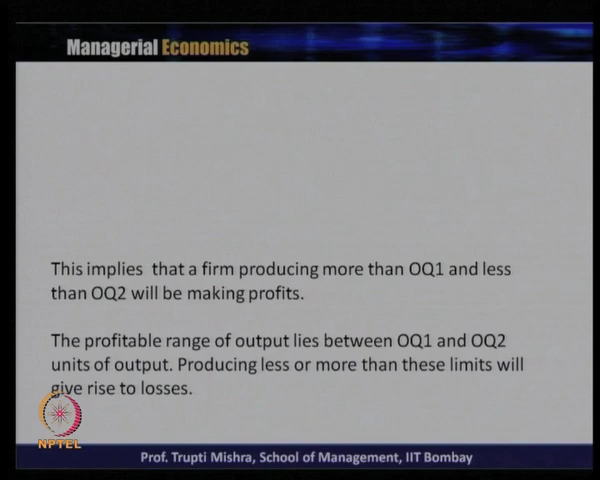 Managerial Economics
This implies that a firm producing more than OQ1 and less
than OQ2 will be making profits.
The profitable range of output lies between OQ1 and OQ2
units of output. Producing less or more than these limits will
give rise to losses.
NPTEL
Prof. Trupti Mishra, School of Management, IIT Bombay